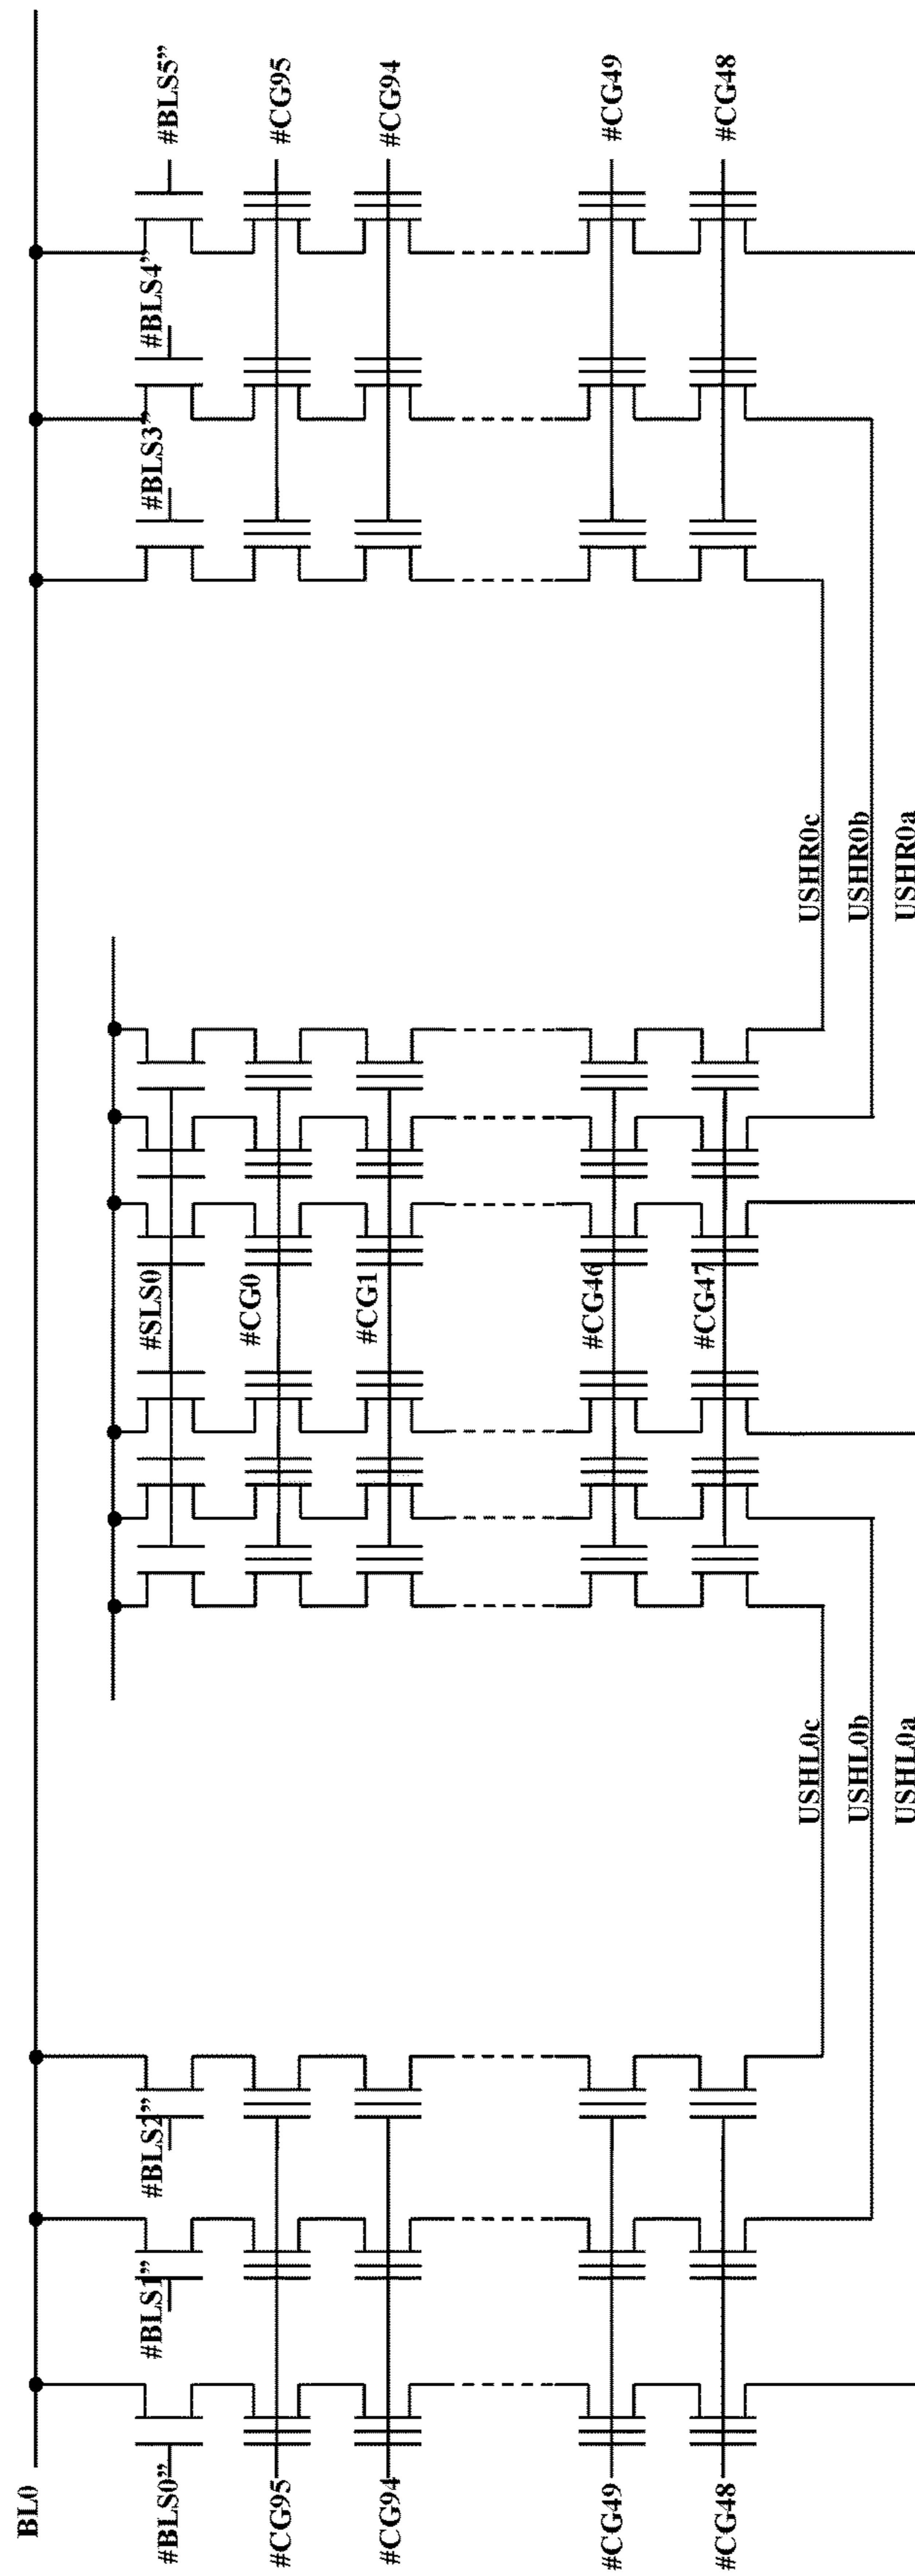 BL0
#BLS0”
#BLS1”
#BLS2”
#SLS0
#BLS3”
#BLS4”
#BLS5”
#CG95
#CG0
#CG95
#CG94
#CG1
#CG94
#CG49
#CG46
#CG49
#CG48
#CG47
#CG48
USHL0c
USHR0c
USHL0b
USHR0b
USHL0a
USHR0a